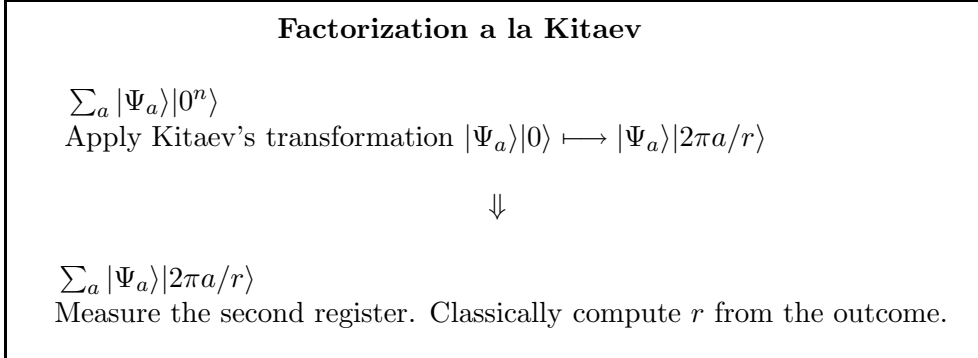 Factorization a la Kitaev
∑ₐ |Ψₐ⟩|0ⁿ⟩
Apply Kitaev's transformation |Ψₐ⟩|0⟩ ⟼ |Ψₐ⟩|2πa/r⟩
⇓
∑ₐ |Ψₐ⟩|2πa/r⟩
Measure the second register. Classically compute r from the outcome.